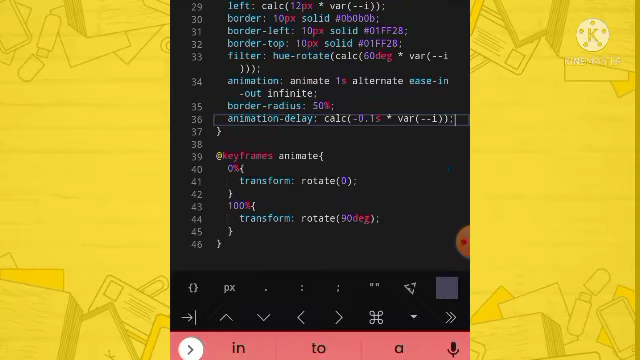 29 left: calc(12px * var(--i));
30 border: 10px solid #0b0b0b;
31 border-left: 10px solid #01FF28;
32 border-top: 10px solid #01FF28;
33 filter: hue-rotate(calc(60deg * var(--i
)));
34 animation: animate 1s alternate ease-in
-out infinite;
35 border-radius: 50%;
36 animation-delay: calc(-0.1s * var(--i));
37 }
38
39 @keyframes animate{
40 0%{
41 transform: rotate(0);
42 }
43 100%{
44 transform: rotate(90deg);
45 }
46 }
{} px . : ; ""
in to a
KINEMASTER